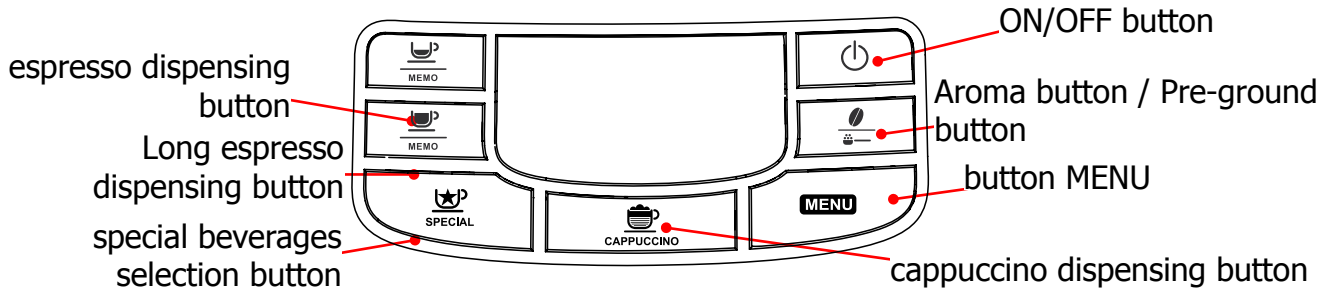 ON/OFF button
espresso dispensing
button
MEMO
Aroma button / Pre-ground
button
MEMO
Long espresso
dispensing button
button MENU
MENU
SPECIAL
CAPPUCCINO
special beverages
selection button
cappuccino dispensing button